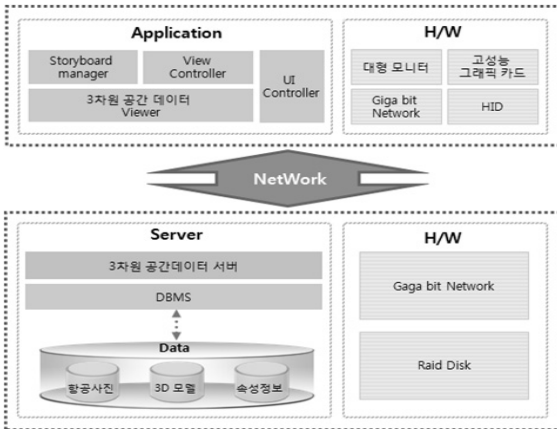 Application
Storyboard
manager
View
Controller
UI
Controller
3차원 공간 데이터
Viewer
H/W
대형 모니터
고성능
그래픽 카드
Giga bit
Network
HID
NetWork
Server
3차원 공간데이터 서버
DBMS
Data
항공사진
3D 모델
속성정보
H/W
Gaga bit Network
Raid Disk